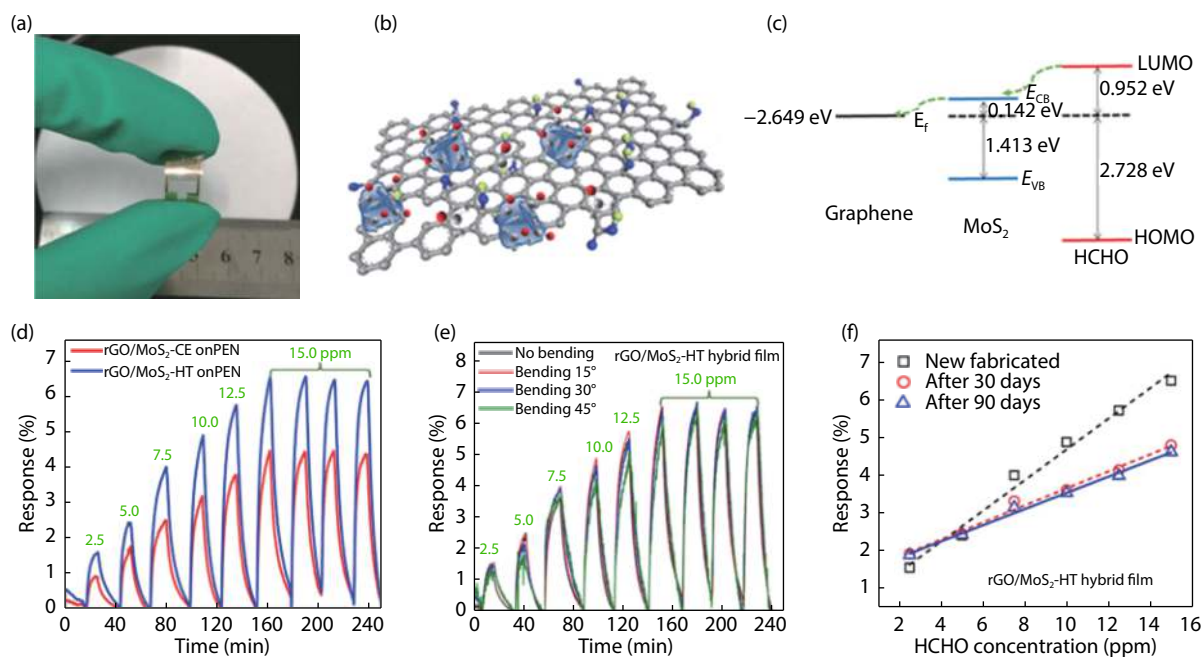 (a)
5 6 7 8
(b)
(c)
LUMO
0.952 eV
E_CB
0.142 eV
−2.649 eV
E_f
1.413 eV
2.728 eV
E_VB
Graphene
MoS₂
HOMO
HCHO
(d)
rGO/MoS₂-CE onPEN
rGO/MoS₂-HT onPEN
15.0 ppm
12.5
10.0
7.5
5.0
2.5
Response (%)
7
6
5
4
3
2
1
0
0 40 80 120 160 200 240
Time (min)
(e)
No bending
Bending 15°
Bending 30°
Bending 45°
rGO/MoS₂-HT hybrid film
15.0 ppm
12.5
10.0
7.5
5.0
2.5
Response (%)
8
7
6
5
4
3
2
1
0
0 40 80 120 160 200 240
Time (min)
(f)
New fabricated
After 30 days
After 90 days
rGO/MoS₂-HT hybrid film
Response (%)
7
6
5
4
3
2
1
2 4 6 8 10 12 14 16
HCHO concentration (ppm)